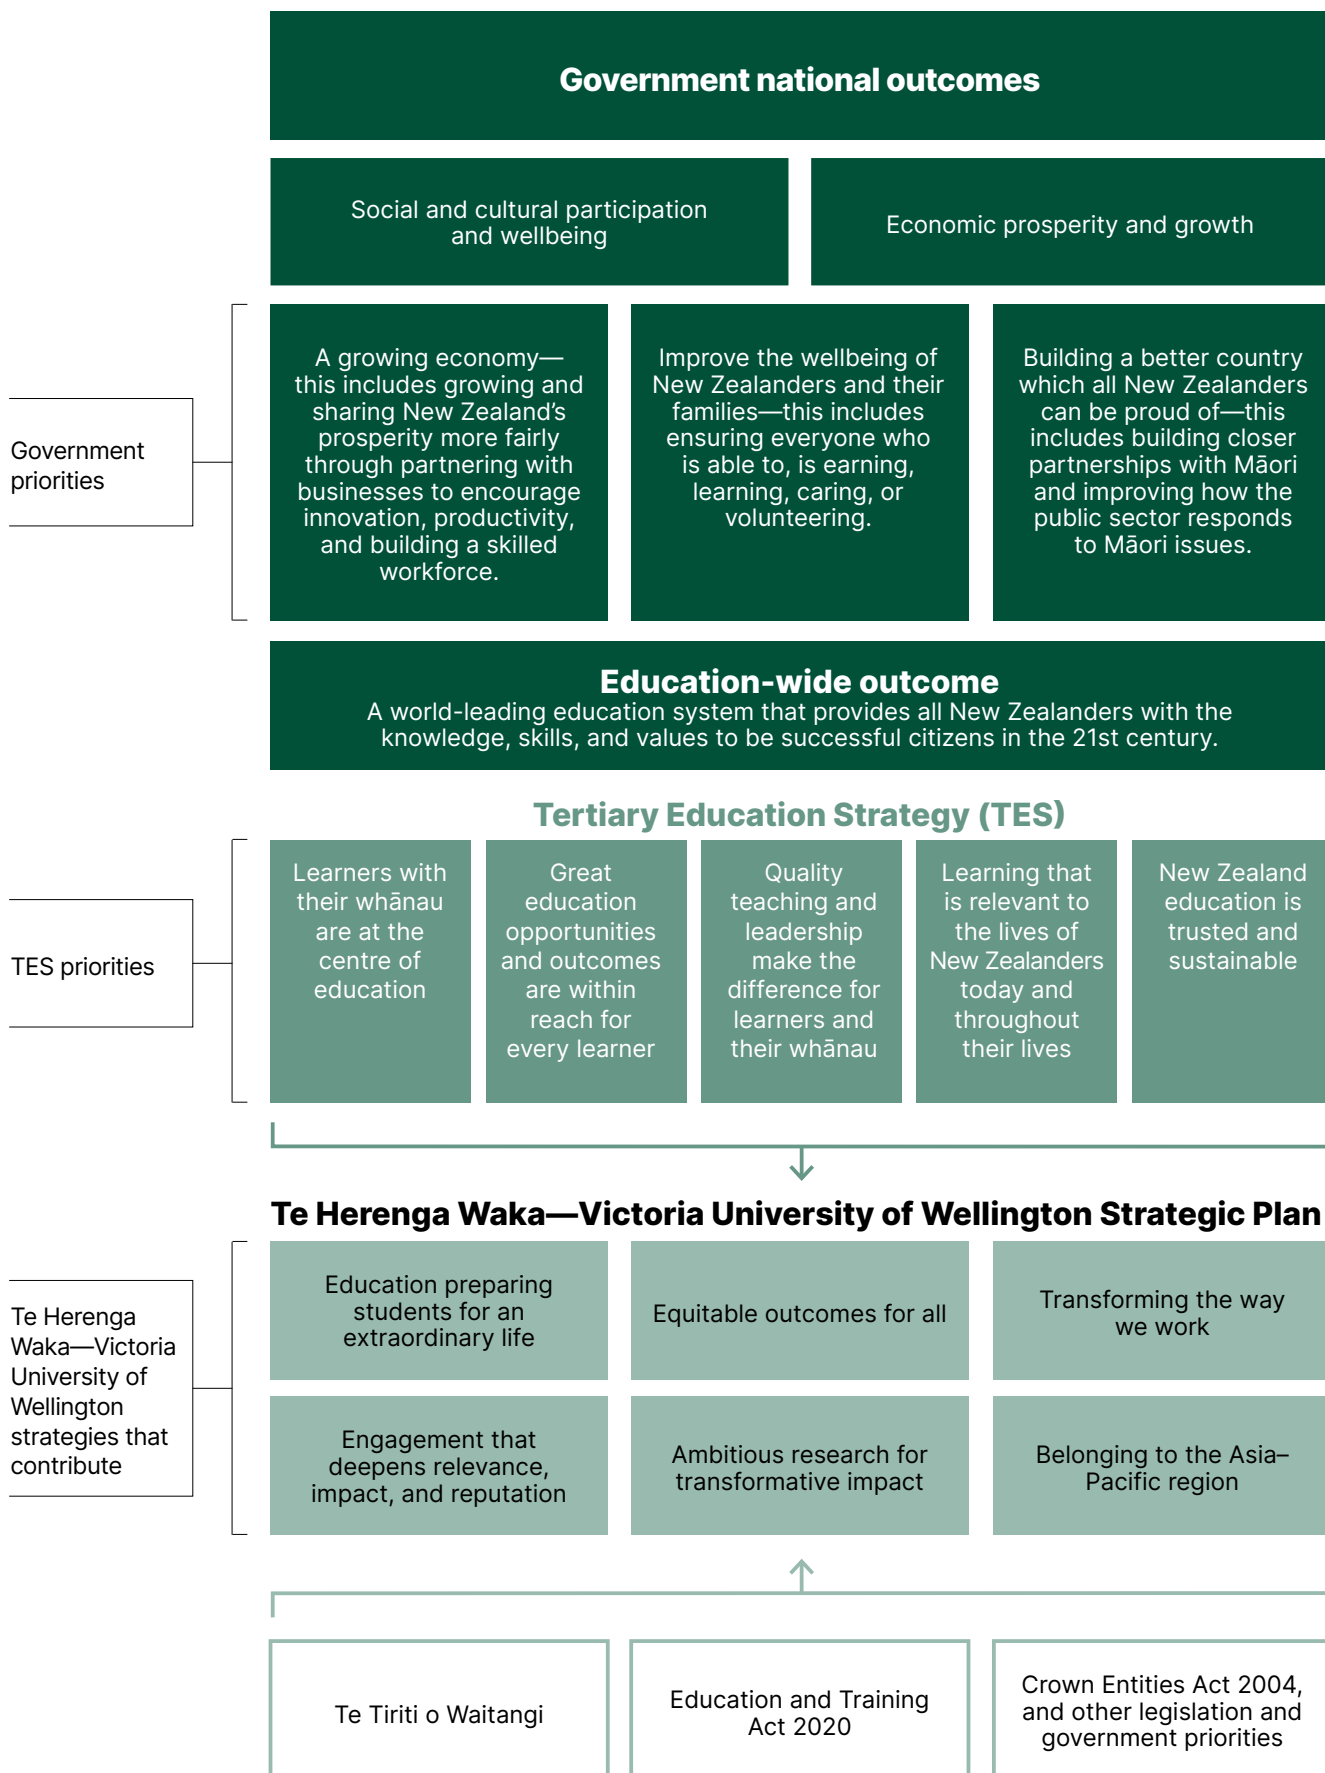 Government national outcomes
Social and cultural participation
and wellbeing
Economic prosperity and growth
Government
priorities
A growing economy—
this includes growing and
sharing New Zealand’s
prosperity more fairly
through partnering with
businesses to encourage
innovation, productivity,
and building a skilled
workforce.
Improve the wellbeing of
New Zealanders and their
families—this includes
ensuring everyone who
is able to, is earning,
learning, caring, or
volunteering.
Building a better country
which all New Zealanders
can be proud of—this
includes building closer
partnerships with Māori
and improving how the
public sector responds
to Māori issues.
Education-wide outcome
A world-leading education system that provides all New Zealanders with the
knowledge, skills, and values to be successful citizens in the 21st century.
Tertiary Education Strategy (TES)
TES priorities
Learners with
their whānau
are at the
centre of
education
Great
education
opportunities
and outcomes
are within
reach for
every learner
Quality
teaching and
leadership
make the
difference for
learners and
their whānau
Learning that
is relevant to
the lives of
New Zealanders
today and
throughout
their lives
New Zealand
education is
trusted and
sustainable
Te Herenga Waka—Victoria University of Wellington Strategic Plan
Te Herenga
Waka—Victoria
University of
Wellington
strategies that
contribute
Education preparing
students for an
extraordinary life
Equitable outcomes for all
Transforming the way
we work
Engagement that
deepens relevance,
impact, and reputation
Ambitious research for
transformative impact
Belonging to the Asia–
Pacific region
Te Tiriti o Waitangi
Education and Training
Act 2020
Crown Entities Act 2004,
and other legislation and
government priorities